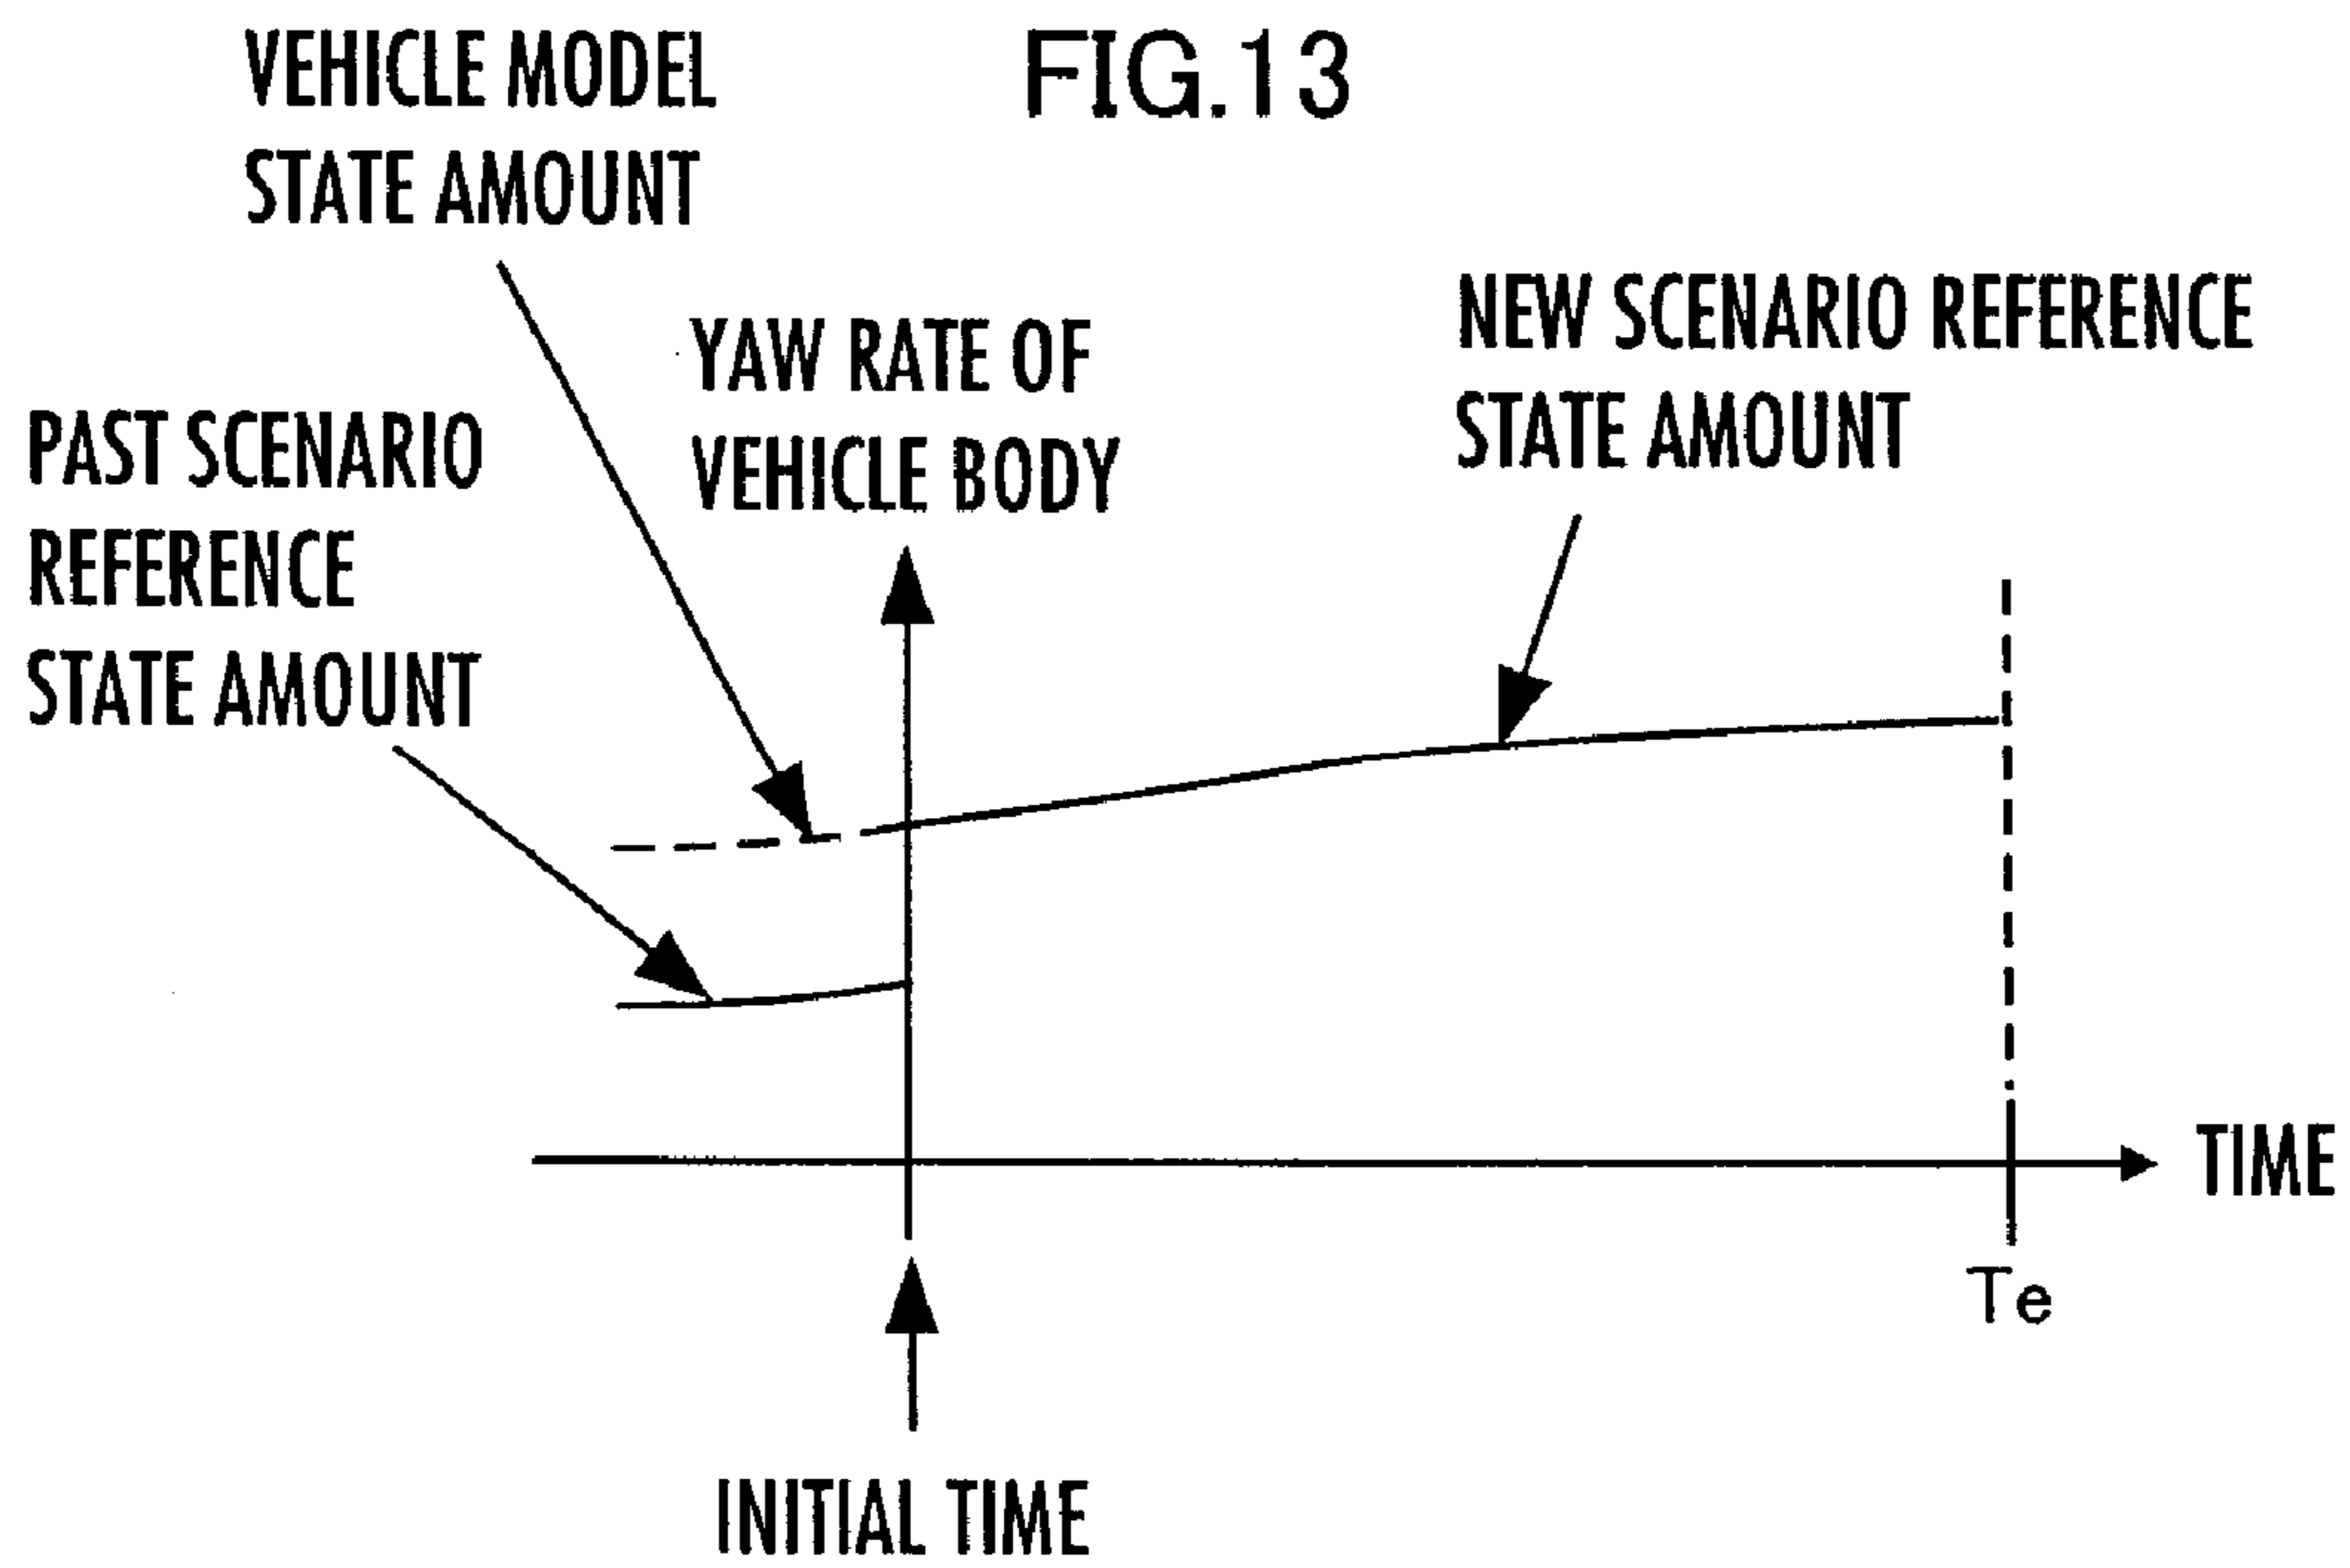 FIG.13
VEHICLE MODEL
STATE AMOUNT
YAW RATE OF
VEHICLE BODY
NEW SCENARIO REFERENCE
STATE AMOUNT
PAST SCENARIO
REFERENCE
STATE AMOUNT
TIME
Te
INITIAL TIME